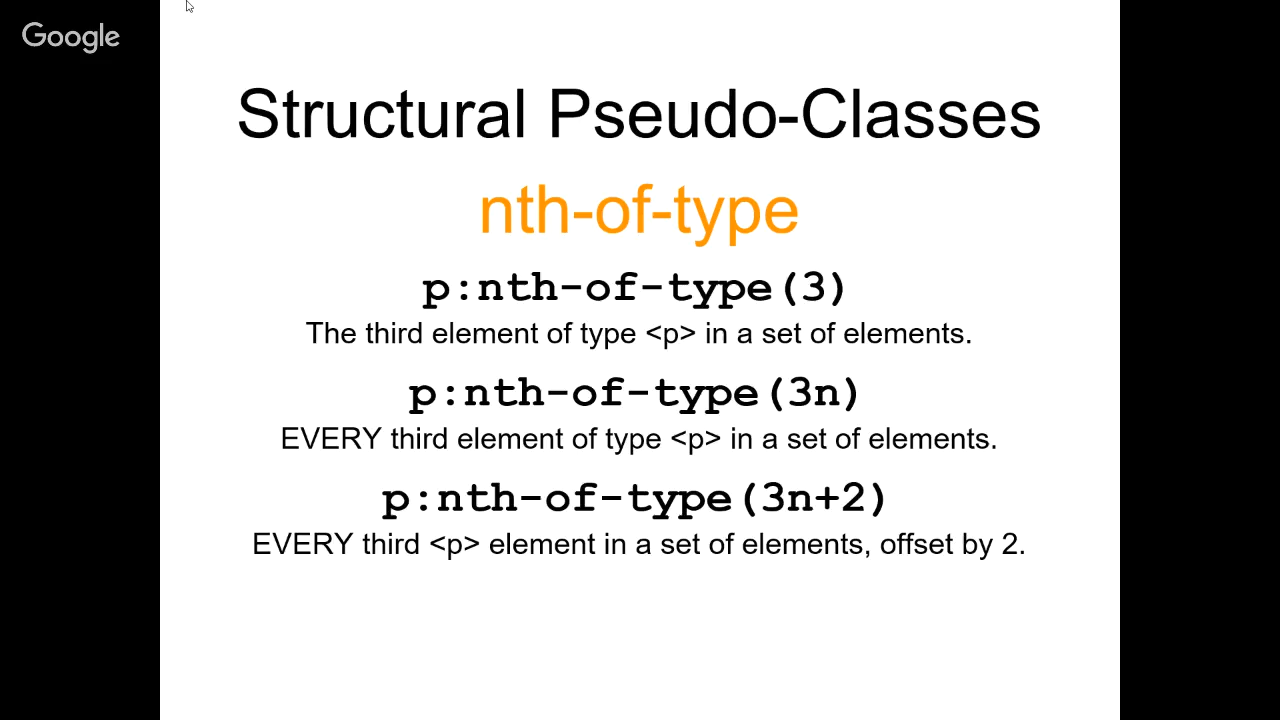 Google
Structural Pseudo-Classes
nth-of-type
p:nth-of-type(3)
The third element of type <p> in a set of elements.
p:nth-of-type(3n)
EVERY third element of type <p> in a set of elements.
p:nth-of-type(3n+2)
EVERY third <p> element in a set of elements, offset by 2.